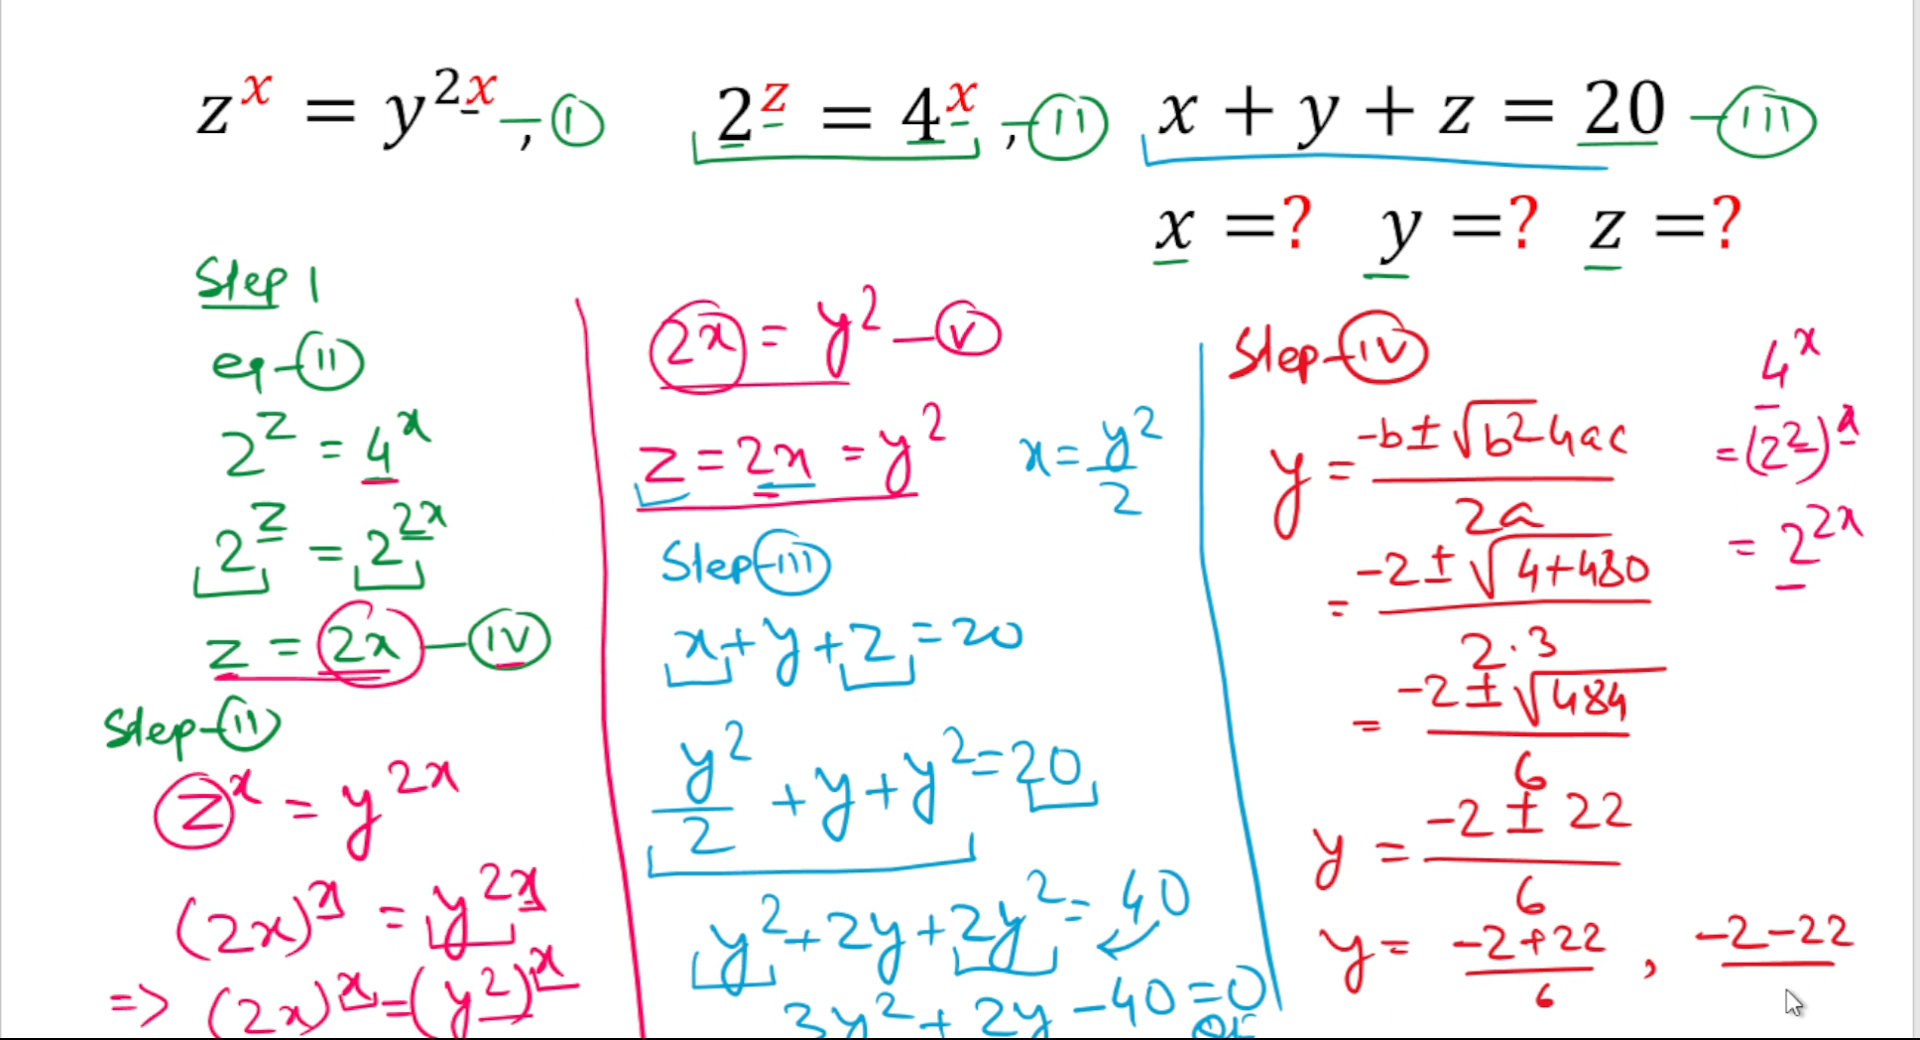 z^x = y^{2x}, — (I) 2^z = 4^x, — (II) x + y + z = 20 — (III)
x =? y =? z =?
Step 1
eq — (II)
2^z = 4^x
2^z = 2^{2x}
z = 2x — (IV)
Step — (II)
z^x = y^{2x}
(2x)^x = y^{2x}
=> (2x)^x = (y^2)^x
2x = y^2 — (V)
z = 2x = y^2 x = y^2/2
Step — (III)
x + y + z = 20
y^2/2 + y + y^2 = 20
y^2 + 2y + 2y^2 = 40
3y^2 + 2y - 40 = 0
Step — (IV)
y = (-b ± √(b^2 4ac))/2a
= (-2 ± √(4 + 480))/(2·3)
= (-2 ± √484)/6
y = (-2 ± 22)/6
y = (-2 + 22)/6 , -2 - 22
4^x
= (2^2)^x
= 2^{2x}